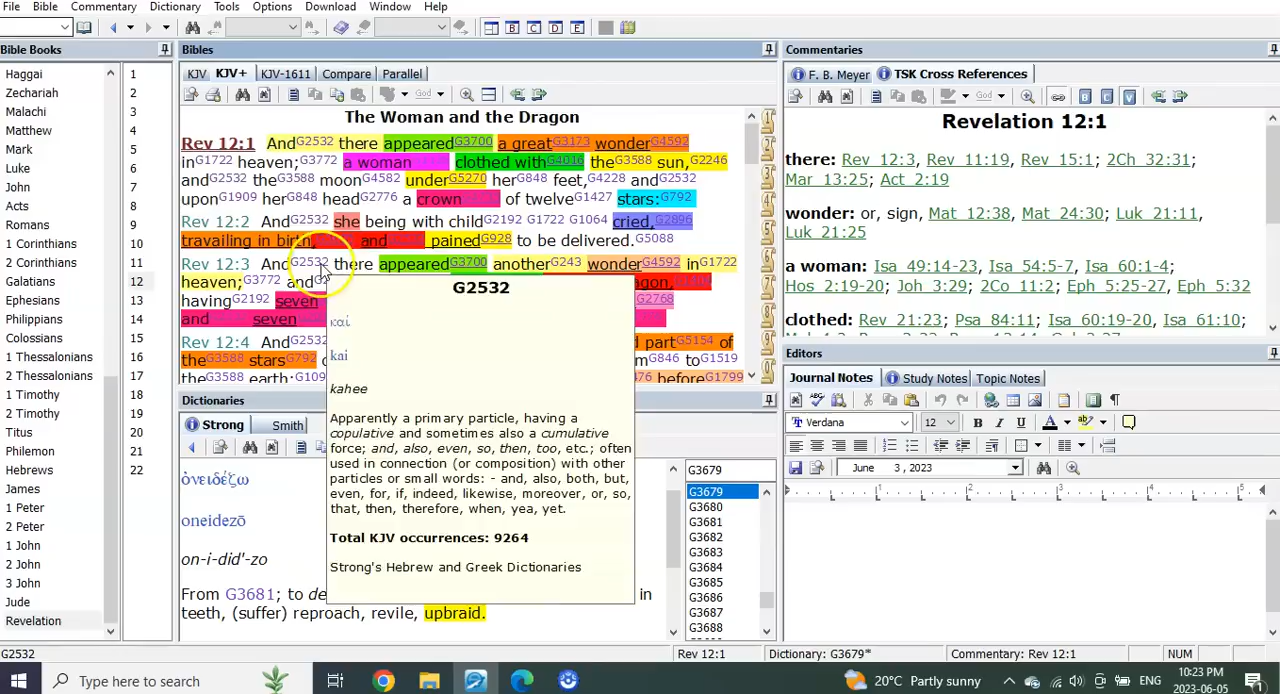 File Bible Commentary Dictionary Tools Options Download Window Help
Bible Books
Haggai
Zechariah
Malachi
Matthew
Mark
Luke
John
Acts
Romans
1 Corinthians
2 Corinthians
Galatians
Ephesians
Philippians
Colossians
1 Thessalonians
2 Thessalonians
1 Timothy
2 Timothy
Titus
Philemon
Hebrews
James
1 Peter
2 Peter
1 John
2 John
3 John
Jude
Revelation
1
2
3
4
5
6
7
8
9
10
11
12
13
14
15
16
17
18
19
20
21
22
Bibles
KJV KJV+ KJV-1611 Compare Parallel
The Woman and the Dragon
Rev 12:1 AndG2532 there appearedG3700 a greatG3173 wonderG4592
inG1722 heaven;G3772 a woman clothed withG4016 theG3588 sun,G2246
andG2532 theG3588 moonG4582 underG5270 herG848 feet,G4228 andG2532
uponG1909 herG848 headG2776 a crown of twelveG1427 stars:G792
Rev 12:2 AndG2532 she being with childG2192 G1722 G1064 cried,G2896
travailing in birth, and painedG928 to be delivered.G5088
Rev 12:3 AndG2532 there appearedG3700 anotherG243 wonderG4592 inG1722
heaven;G3772 and
havingG2192 seven G2768
and seven
Rev 12:4 AndG2532 part of
theG3588 starsG792 toG1519
theG3588 earth: beforeG1799
G2532
καί
kai
kahee
Apparently a primary particle, having a
copulative and sometimes also a cumulative
force; and, also, even, so, then, too, etc.; often
used in connection (or composition) with other
particles or small words: - and, also, both, but,
even, for, if, indeed, likewise, moreover, or, so,
that, then, therefore, when, yea, yet.
Total KJV occurrences: 9264
Strong's Hebrew and Greek Dictionaries
Dictionaries
Strong Smith
ὀνειδίζω
oneidezō
on-i-did'-zo
From G3681; to in
teeth, (suffer) reproach, revile, upbraid.
G3679
G3679
G3680
G3681
G3682
G3683
G3684
G3685
G3686
G3687
G3688
Commentaries
F. B. Meyer TSK Cross References
Revelation 12:1
there: Rev 12:3, Rev 11:19, Rev 15:1; 2Ch 32:31;
Mar 13:25; Act 2:19
wonder: or, sign, Mat 12:38, Mat 24:30; Luk 21:11,
Luk 21:25
a woman: Isa 49:14-23, Isa 54:5-7, Isa 60:1-4;
Hos 2:19-20; Joh 3:29; 2Co 11:2; Eph 5:25-27, Eph 5:32
clothed: Rev 21:23; Psa 84:11; Isa 60:19-20, Isa 61:10;
Editors
Journal Notes Study Notes Topic Notes
Verdana 12 B I U
June 3, 2023
1 2 3 4 5
G2532 Rev 12:1 Dictionary: G3679* Commentary: Rev 12:1 NUM
Type here to search 20°C Partly sunny ENG 10:23 PM
2023-06-05